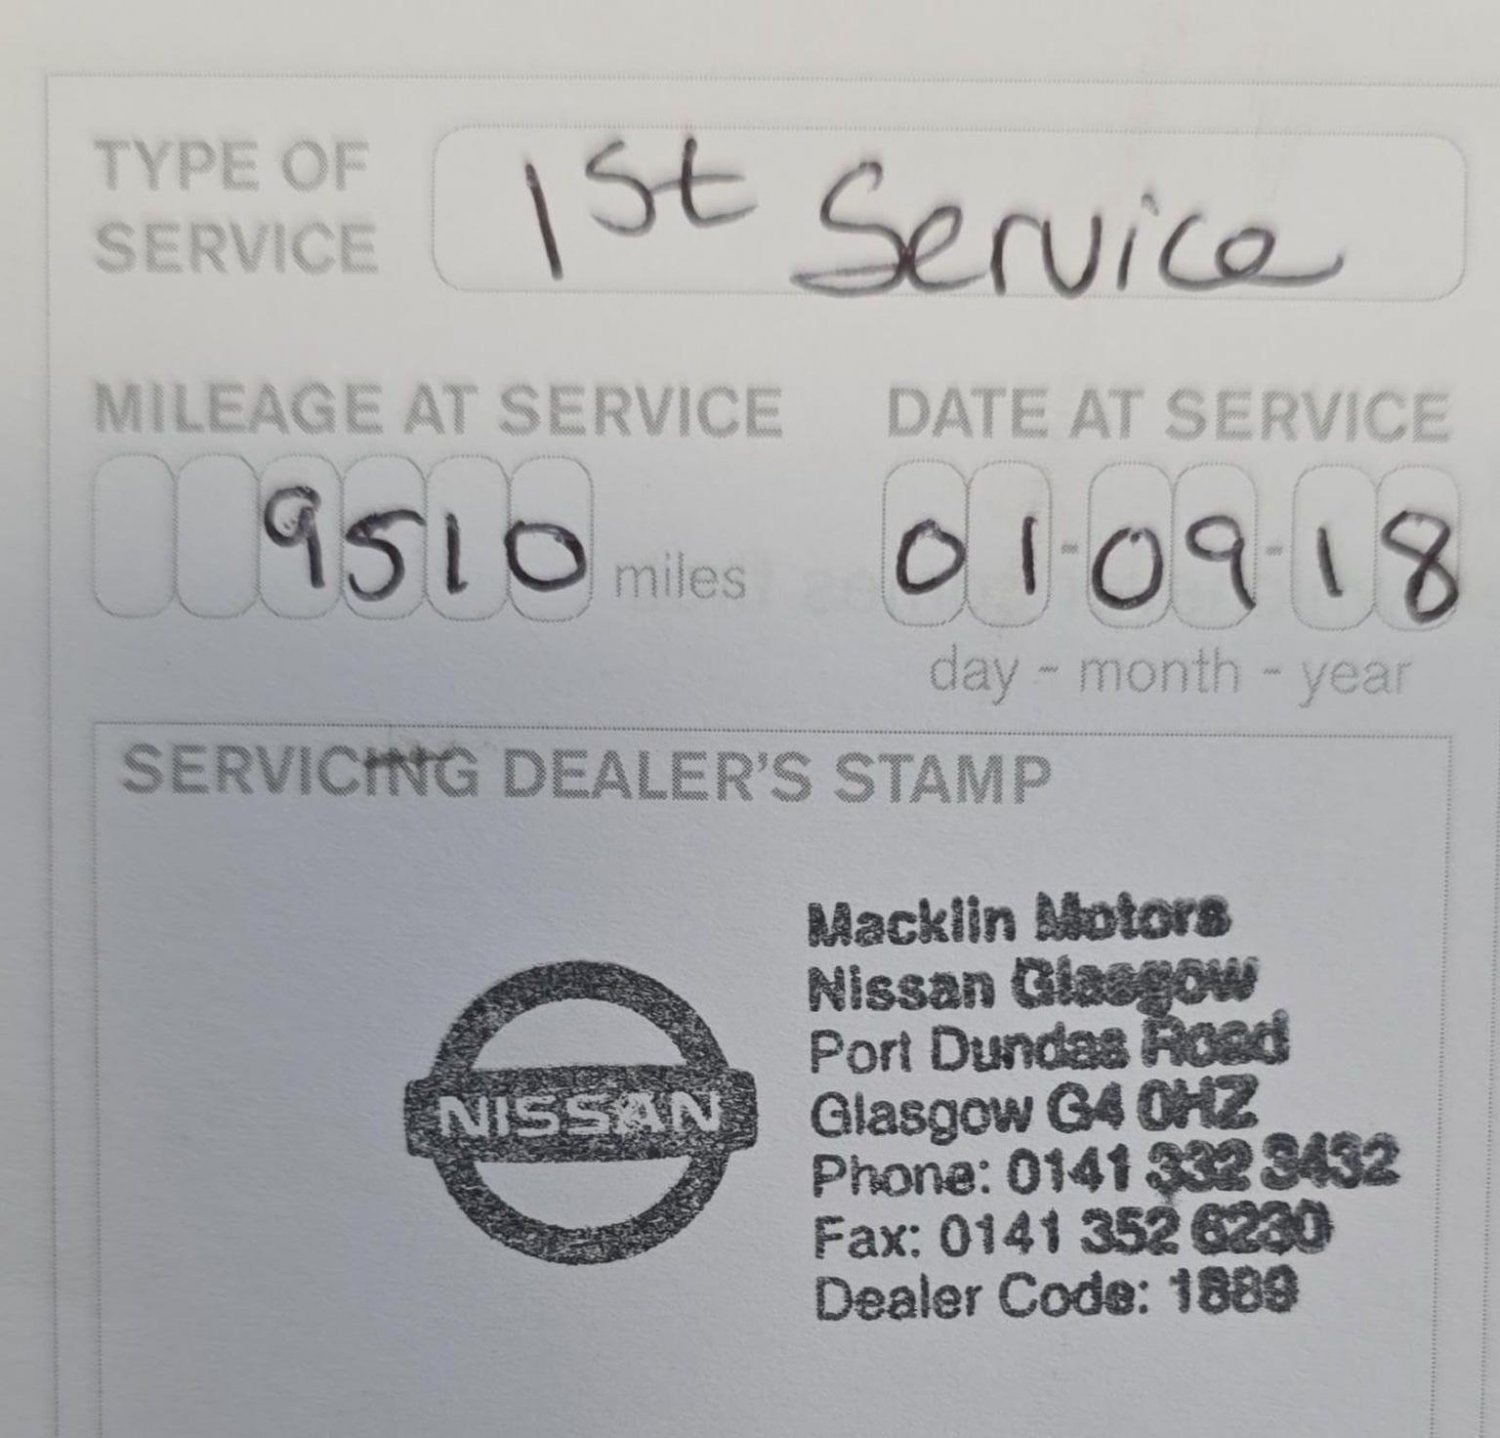 TYPE OF
SERVICE
1st Service
MILEAGE AT SERVICE
9510 miles
DATE AT SERVICE
01-09-18
day - month - year
SERVICING DEALER'S STAMP
NISSAN
Macklin Motors
Nissan Glasgow
Port Dundas Road
Glasgow G4 0HZ
Phone: 0141 332 3432
Fax: 0141 352 6230
Dealer Code: 1889